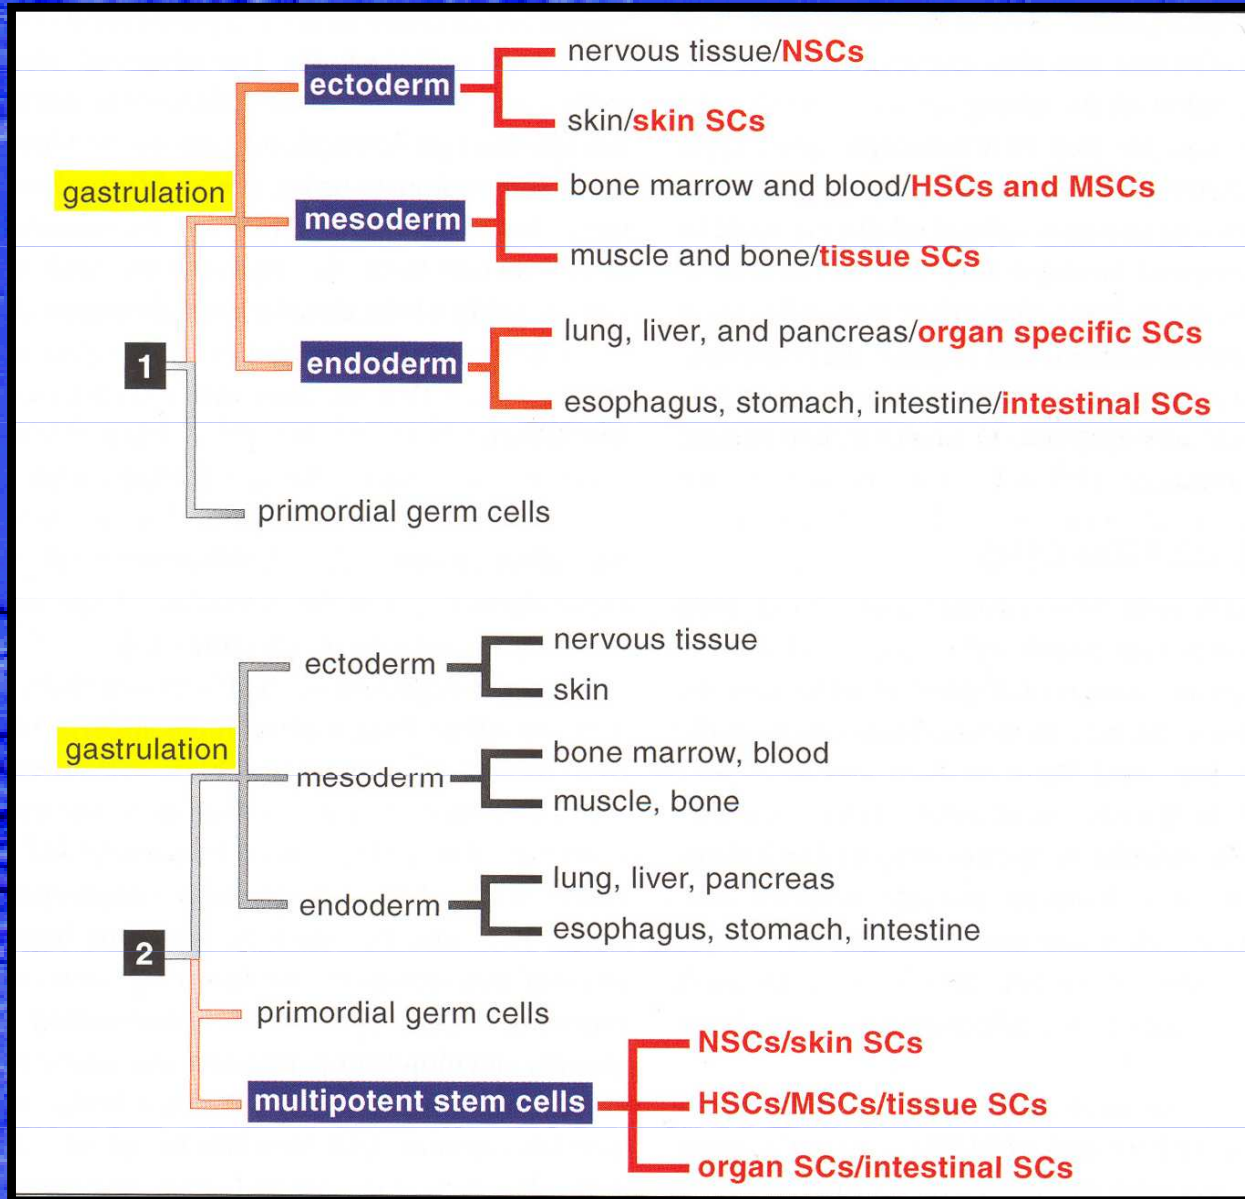 nervous tissue/NSCs
ectoderm
skin/skin SCs
gastrulation
bone marrow and blood/HSCs and MSCs
mesoderm
muscle and bone/tissue SCs
lung, liver, and pancreas/organ specific SCs
1
endoderm
esophagus, stomach, intestine/intestinal SCs
primordial germ cells
nervous tissue
ectoderm
skin
gastrulation
bone marrow, blood
mesoderm
muscle, bone
lung, liver, pancreas
endoderm
esophagus, stomach, intestine
2
primordial germ cells
NSCs/skin SCs
multipotent stem cells
HSCs/MSCs/tissue SCs
organ SCs/intestinal SCs